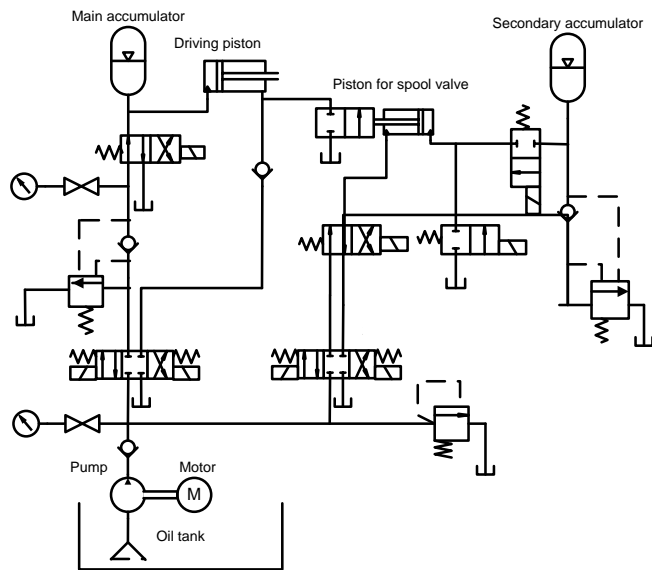 Main accumulator
Secondary accumulator
Driving piston
Piston for spool valve
Pump
Motor
M
Oil tank